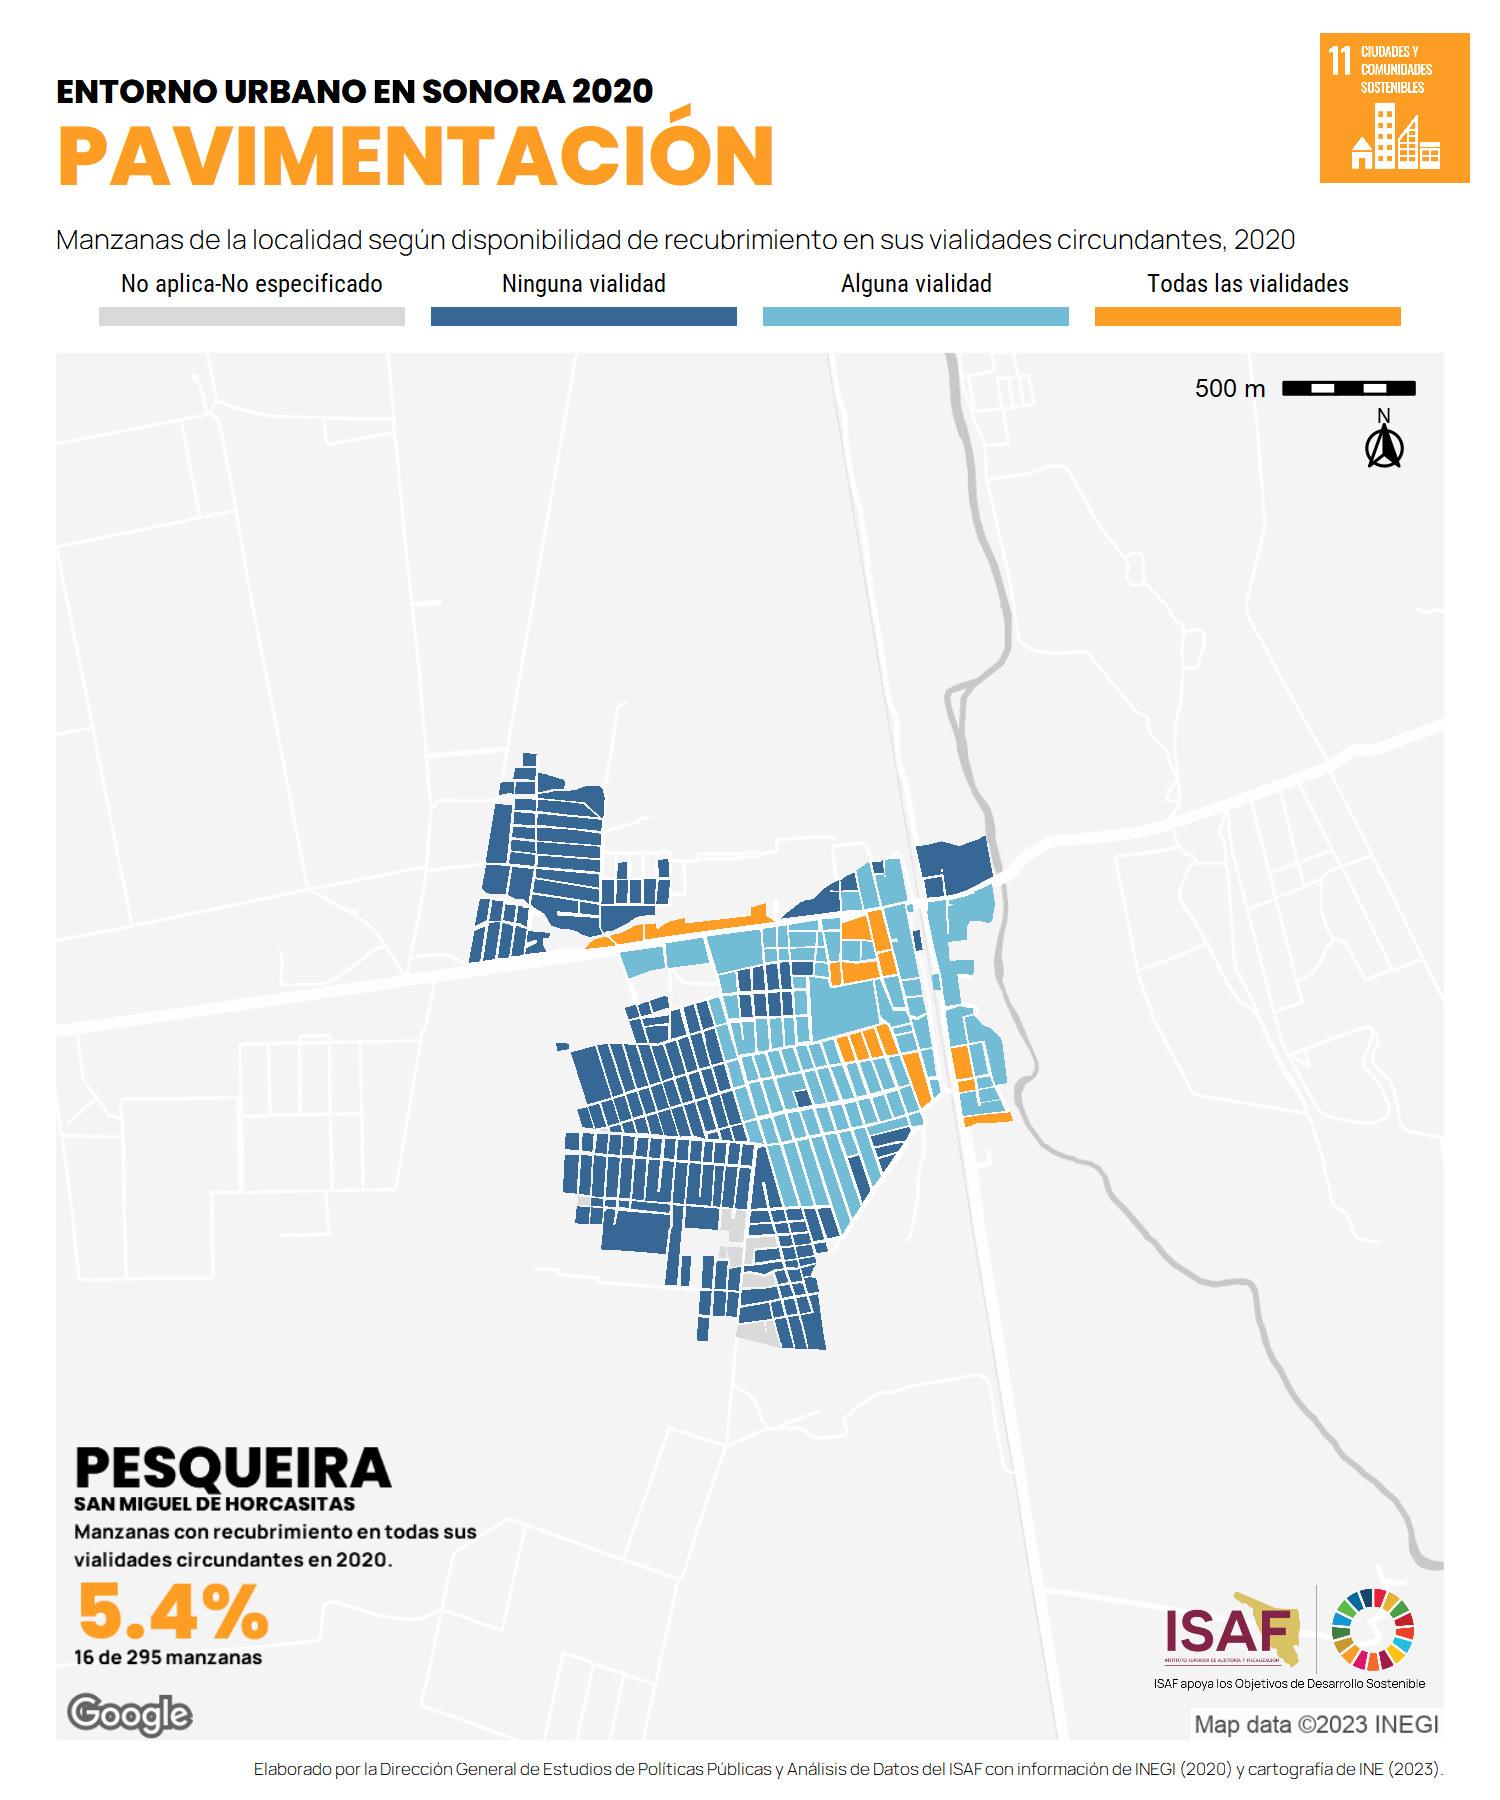 ENTORNO URBANO EN SONORA 2020
PAVIMENTACIÓN
11 CIUDADES Y
COMUNIDADES
SOSTENIBLES
Manzanas de la localidad según disponibilidad de recubrimiento en sus vialidades circundantes, 2020
No aplica-No especificado
Ninguna vialidad
Alguna vialidad
Todas las vialidades
500 m
N
PESQUEIRA
SAN MIGUEL DE HORCASITAS
Manzanas con recubrimiento en todas sus
vialidades circundantes en 2020.
5.4%
16 de 295 manzanas
Google
ISAF
INSTITUTO SUPERIOR DE AUDITORÍA Y FISCALIZACIÓN
ISAF apoya los Objetivos de Desarrollo Sostenible
Map data ©2023 INEGI
Elaborado por la Dirección General de Estudios de Políticas Públicas y Análisis de Datos del ISAF con información de INEGI (2020) y cartografía de INE (2023).